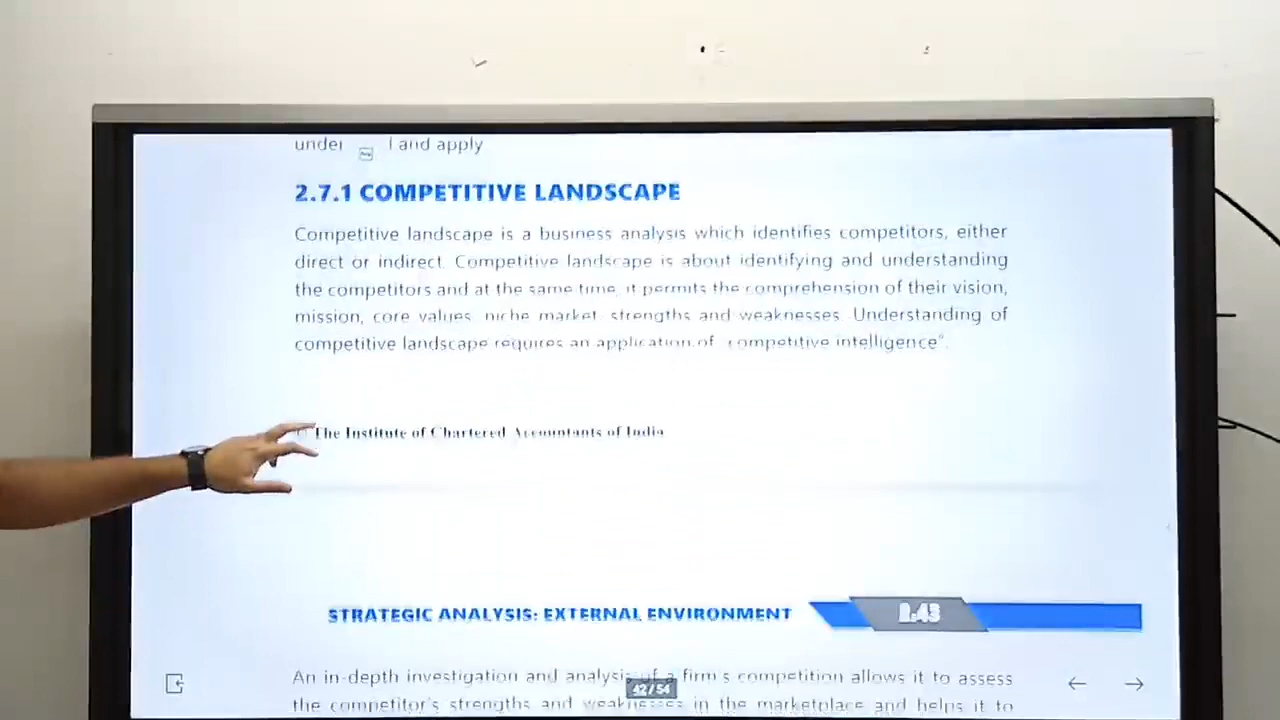 and apply
2.7.1 COMPETITIVE LANDSCAPE
Competitive landscape is a business analysis which identifies competitors, either
direct or indirect. Competitive landscape is about identifying and understanding
the competitors and at the same time, it permits the comprehension of their vision,
mission, core values, niche market, strengths and weaknesses. Understanding of
competitive landscape requires an application of "competitive intelligence".
© The Institute of Chartered Accountants of India
STRATEGIC ANALYSIS: EXTERNAL ENVIRONMENT 2.43
An in-depth investigation and analysis of a firm's competition allows it to assess
the competitor's strengths and weaknesses in the marketplace and helps it to
42/54